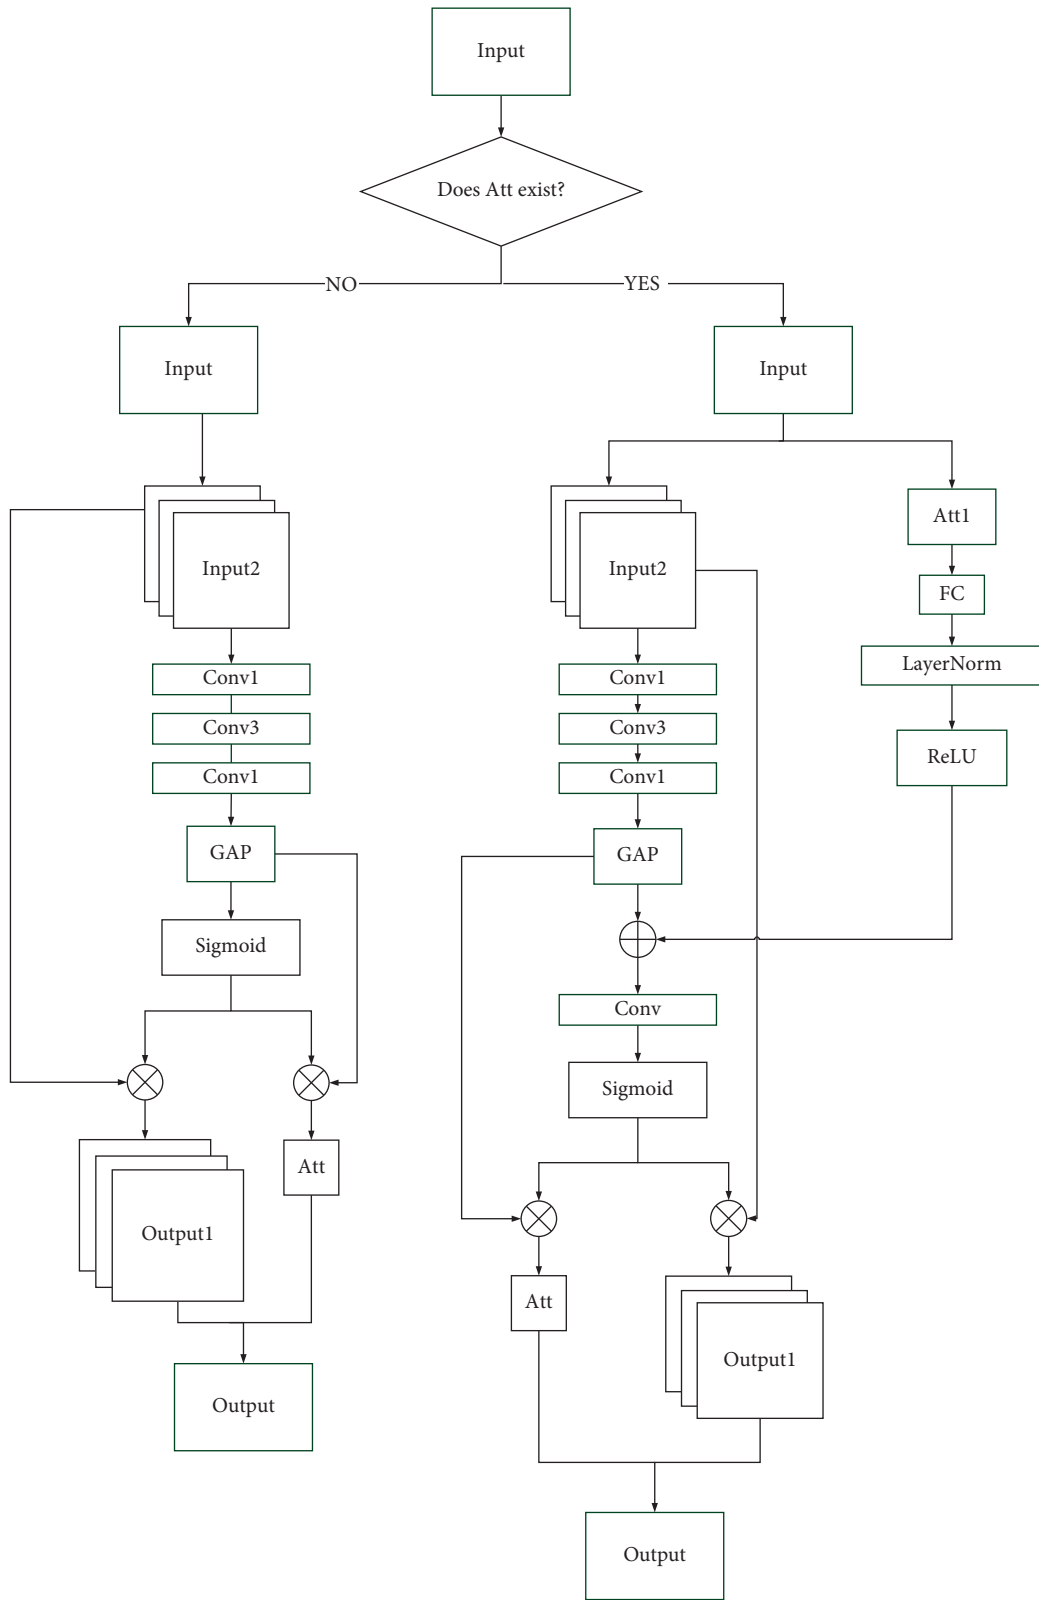 Input
Does Att exist?
NO
YES
Input
Input2
Conv1
Conv3
Conv1
GAP
Sigmoid
Output1
Att
Output
Input
Input2
Att1
FC
LayerNorm
ReLU
Conv1
Conv3
Conv1
GAP
Conv
Sigmoid
Att
Output1
Output